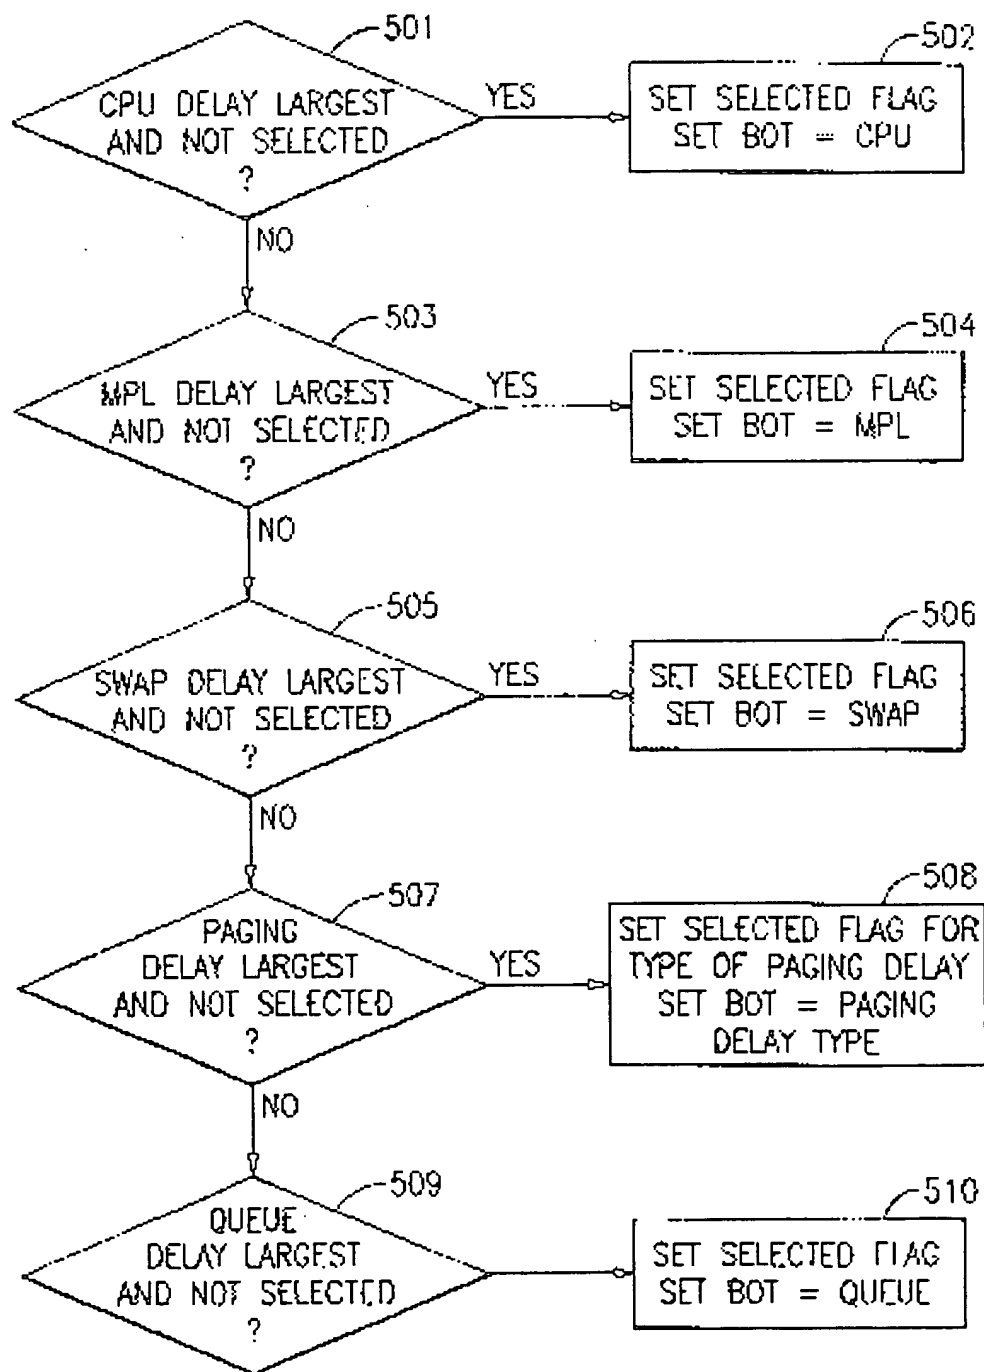 501
CPU DELAY LARGEST
AND NOT SELECTED
?
YES
502
SET SELECTED FLAG
SET BOT = CPU
NO
503
MPL DELAY LARGEST
AND NOT SELECTED
?
YES
504
SET SELECTED FLAG
SET BOT = MPL
NO
505
SWAP DELAY LARGEST
AND NOT SELECTED
?
YES
506
SET SELECTED FLAG
SET BOT = SWAP
NO
507
PAGING
DELAY LARGEST
AND NOT SELECTED
?
YES
508
SET SELECTED FLAG FOR
TYPE OF PAGING DELAY
SET BOT = PAGING
DELAY TYPE
NO
509
QUEUE
DELAY LARGEST
AND NOT SELECTED
?
510
SET SELECTED FLAG
SET BOT = QUEUE